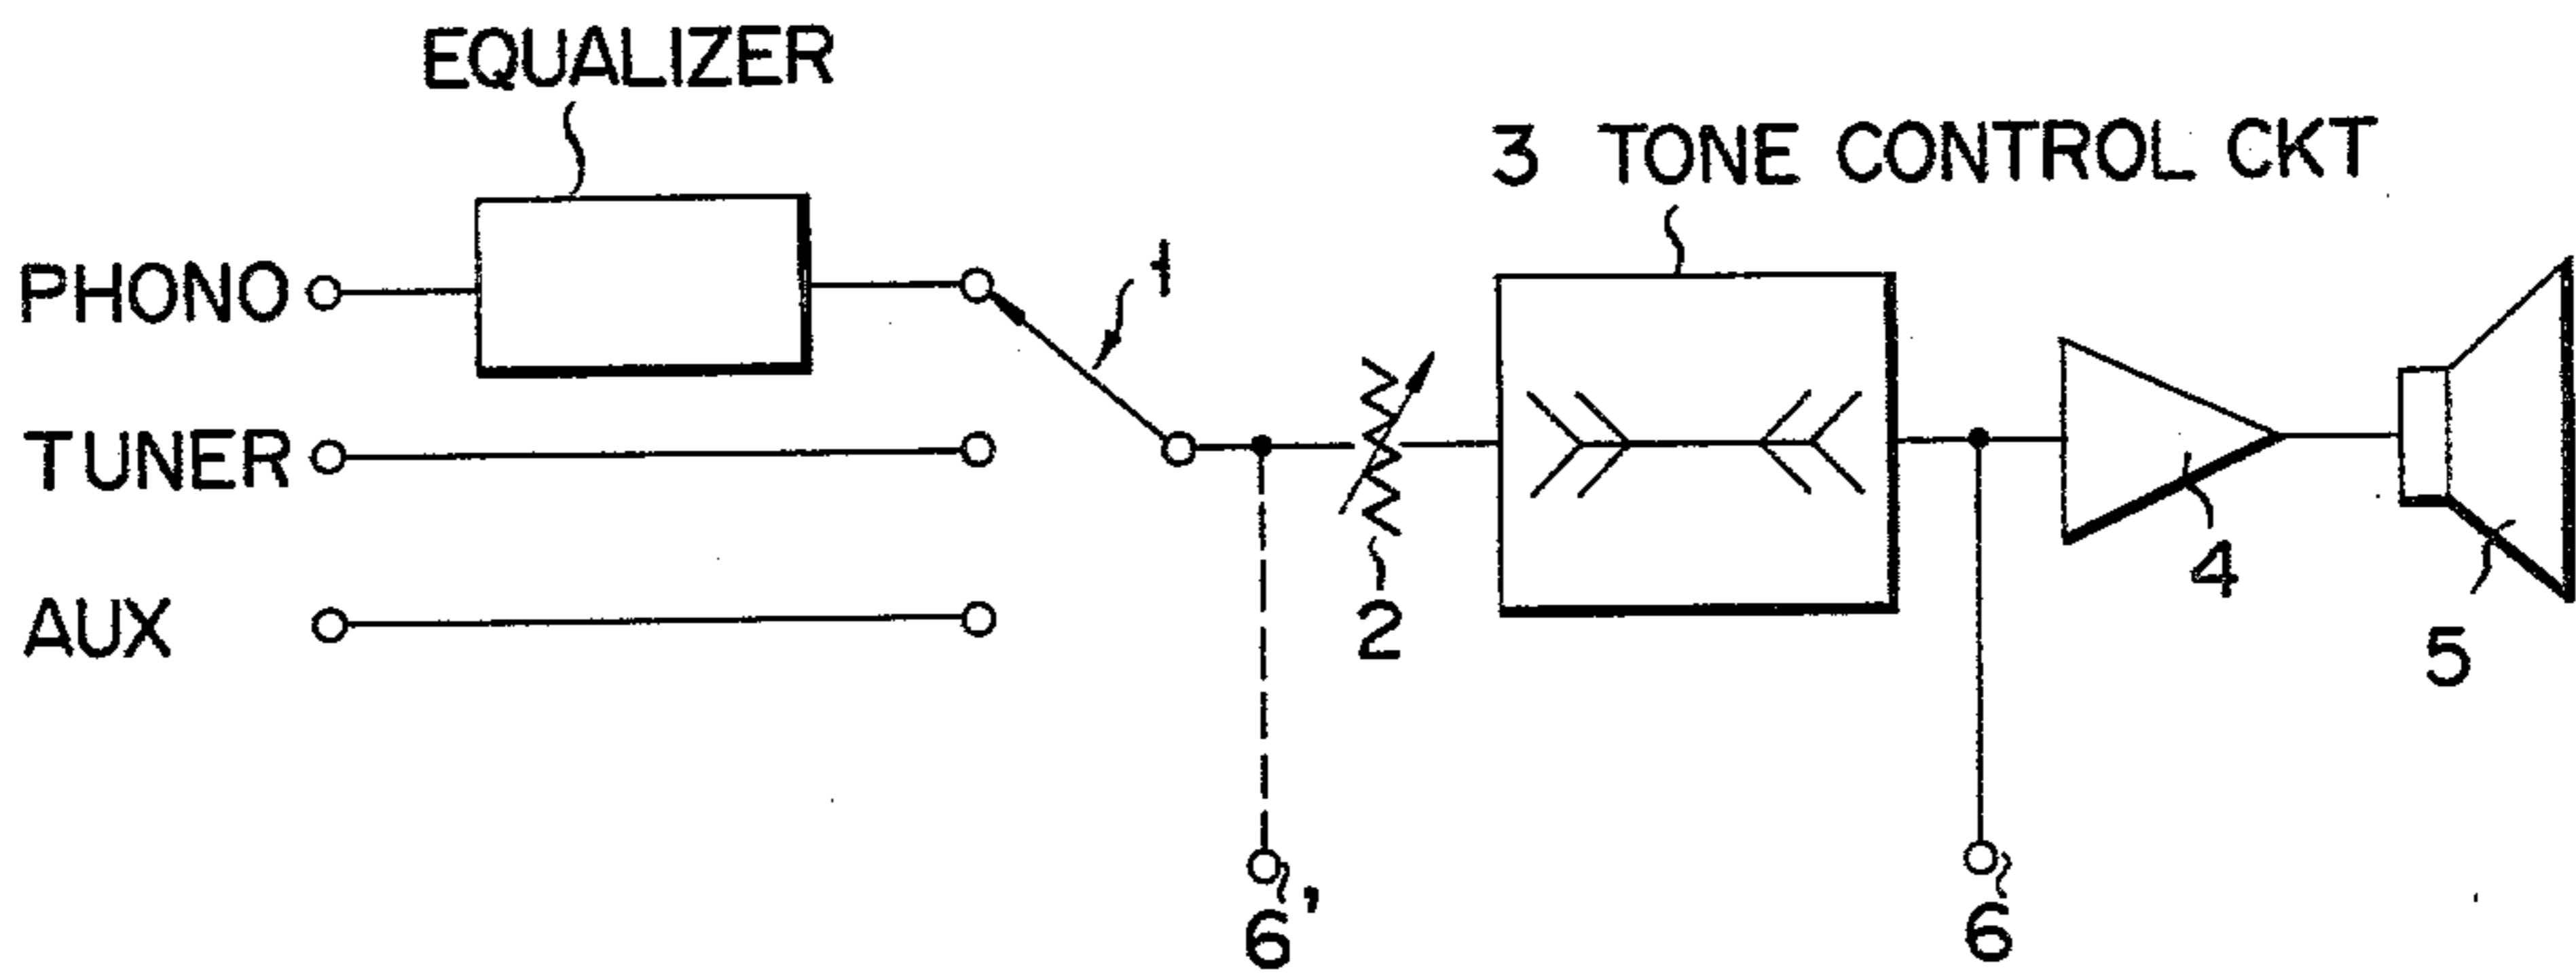 EQUALIZER
3 TONE CONTROL CKT
PHONO
1
TUNER
AUX
2
4
5
6'
6